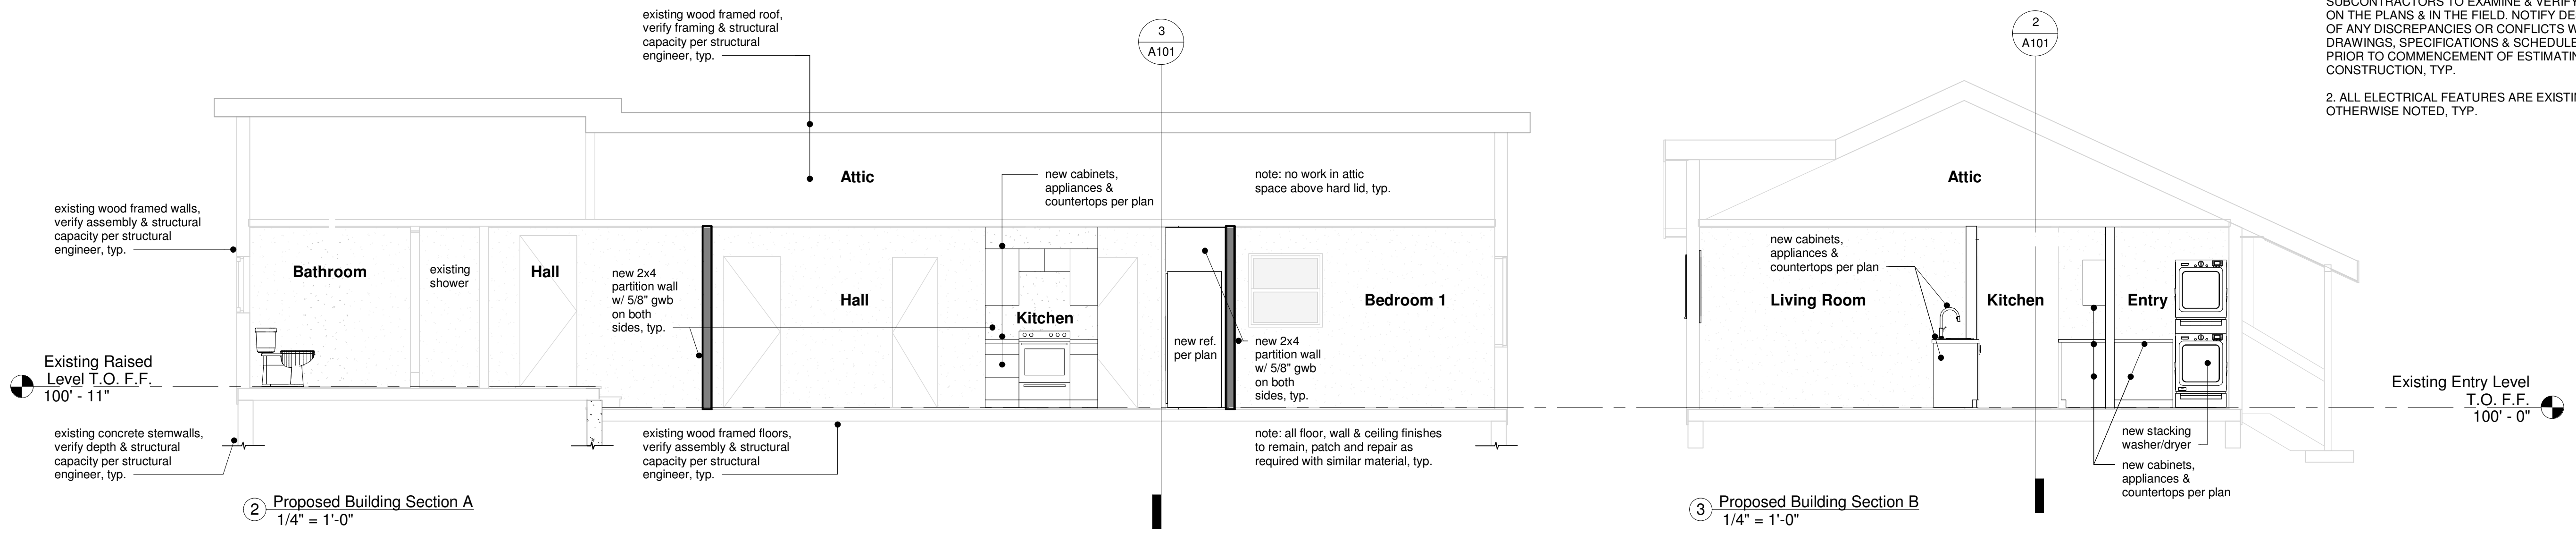 existing wood framed roof,
verify framing & structural
capacity per structural
engineer, typ.
3
A101
existing wood framed walls,
verify assembly & structural
capacity per structural
engineer, typ.
Attic
new cabinets,
appliances &
countertops per plan
note: no work in attic
space above hard lid, typ.
Bathroom
existing
shower
Hall
new 2x4
partition wall
w/ 5/8" gwb
on both
sides, typ.
Hall
Kitchen
new ref.
per plan
new 2x4
partition wall
w/ 5/8" gwb
on both
sides, typ.
Bedroom 1
Existing Raised
Level T.O. F.F.
100' - 11"
existing concrete stemwalls,
verify depth & structural
capacity per structural
engineer, typ.
existing wood framed floors,
verify assembly & structural
capacity per structural
engineer, typ.
note: all floor, wall & ceiling finishes
to remain, patch and repair as
required with similar material, typ.
2
Proposed Building Section A
1/4" = 1'-0"
2
A101
Attic
new cabinets,
appliances &
countertops per plan
Living Room
Kitchen
Entry
new stacking
washer/dryer
new cabinets,
appliances &
countertops per plan
Existing Entry Level
T.O. F.F.
100' - 0"
3
Proposed Building Section B
1/4" = 1'-0"
SUBCONTRACTORS TO EXAMINE & VERIFY
ON THE PLANS & IN THE FIELD. NOTIFY
OF ANY DISCREPANCIES OR CONFLICTS
DRAWINGS, SPECIFICATIONS &
PRIOR TO COMMENCEMENT OF
CONSTRUCTION, TYP.
2. ALL ELECTRICAL FEATURES ARE
OTHERWISE NOTED, TYP.